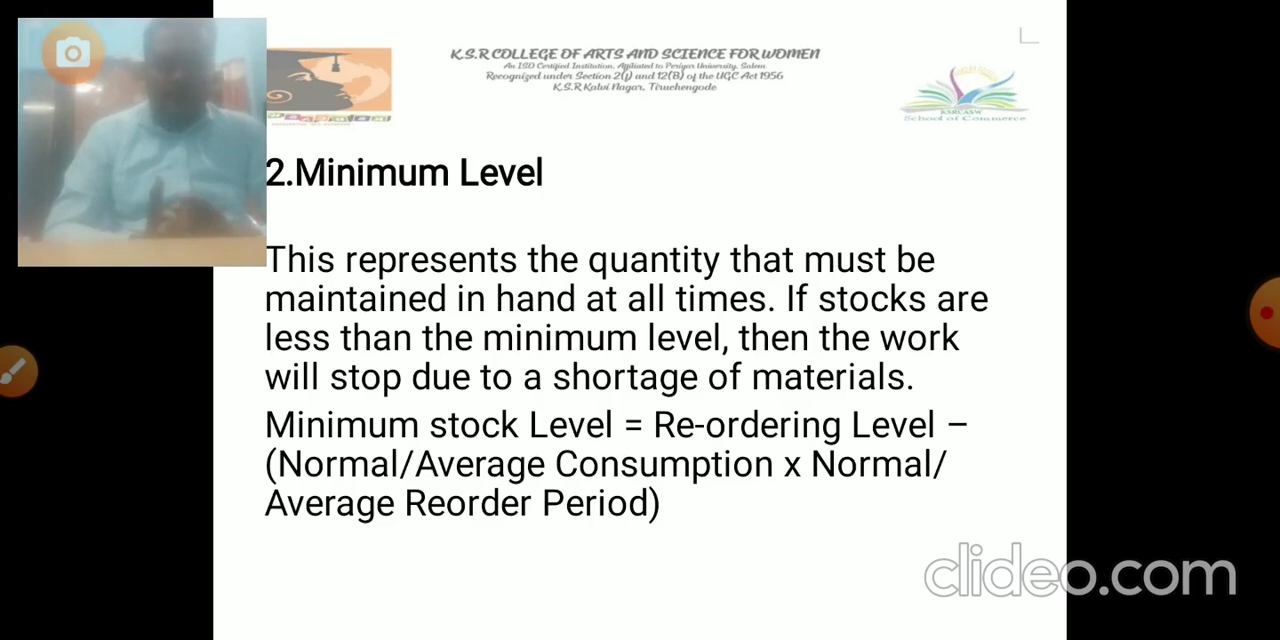 K.S.R COLLEGE OF ARTS AND SCIENCE FOR WOMEN
An ISO Certified Institution, Affiliated to Periyar University, Salem
Recognized under Section 2(f) and 12(B) of the UGC Act 1956
K.S.R Kalvi Nagar, Tiruchengode
School of Commerce
2.Minimum Level
This represents the quantity that must be
maintained in hand at all times. If stocks are
less than the minimum level, then the work
will stop due to a shortage of materials.
Minimum stock Level = Re-ordering Level –
(Normal/Average Consumption x Normal/
Average Reorder Period)
clideo.com